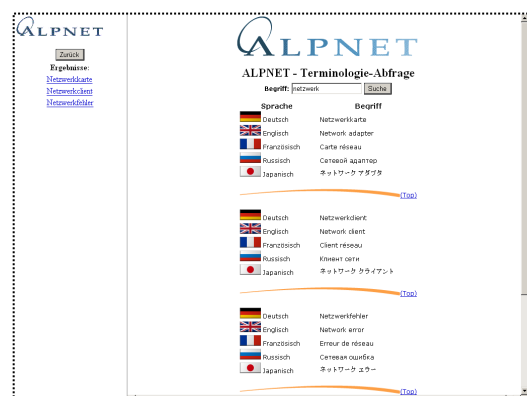 ALPNET
Zurück
Ergebnisse:
Netzwerkkarte
Netzwerkclient
Netzwerkfehler
ALPNET
ALPNET - Terminologie-Abfrage
Begriff: netzwerk Suche
Sprache Begriff
Deutsch Netzwerkkarte
Englisch Network adapter
Französisch Carte réseau
Russisch Сетевой адаптер
Japanisch ネットワーク アダプタ
(Top)
Deutsch Netzwerkclient
Englisch Network client
Französisch Client réseau
Russisch Клиент сети
Japanisch ネットワーク クライアント
(Top)
Deutsch Netzwerkfehler
Englisch Network error
Französisch Erreur de réseau
Russisch Сетевая ошибка
Japanisch ネットワーク エラー
(Top)